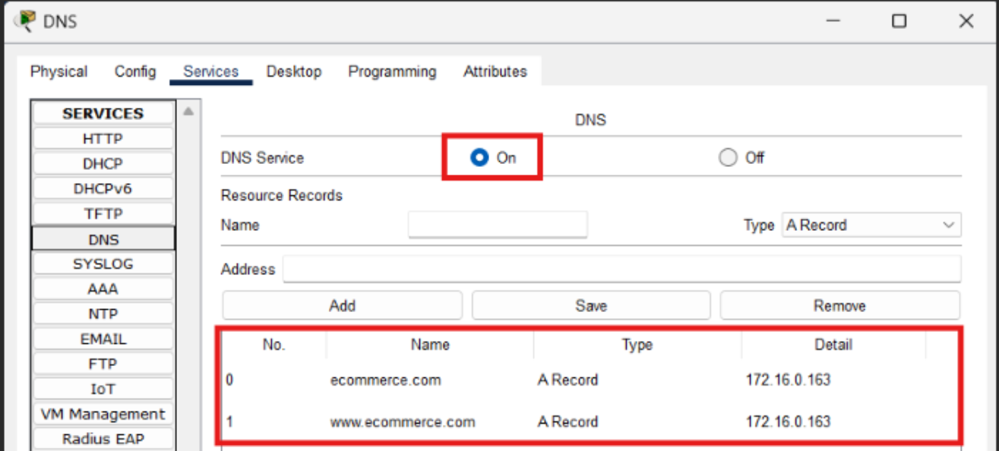 DNS
Physical Config Services Desktop Programming Attributes
SERVICES
HTTP
DHCP
DHCPv6
TFTP
DNS
SYSLOG
AAA
NTP
EMAIL
FTP
IoT
VM Management
Radius EAP
DNS
DNS Service On Off
Resource Records
Name Type A Record
Address
Add Save Remove
No. Name Type Detail
0 ecommerce.com A Record 172.16.0.163
1 www.ecommerce.com A Record 172.16.0.163